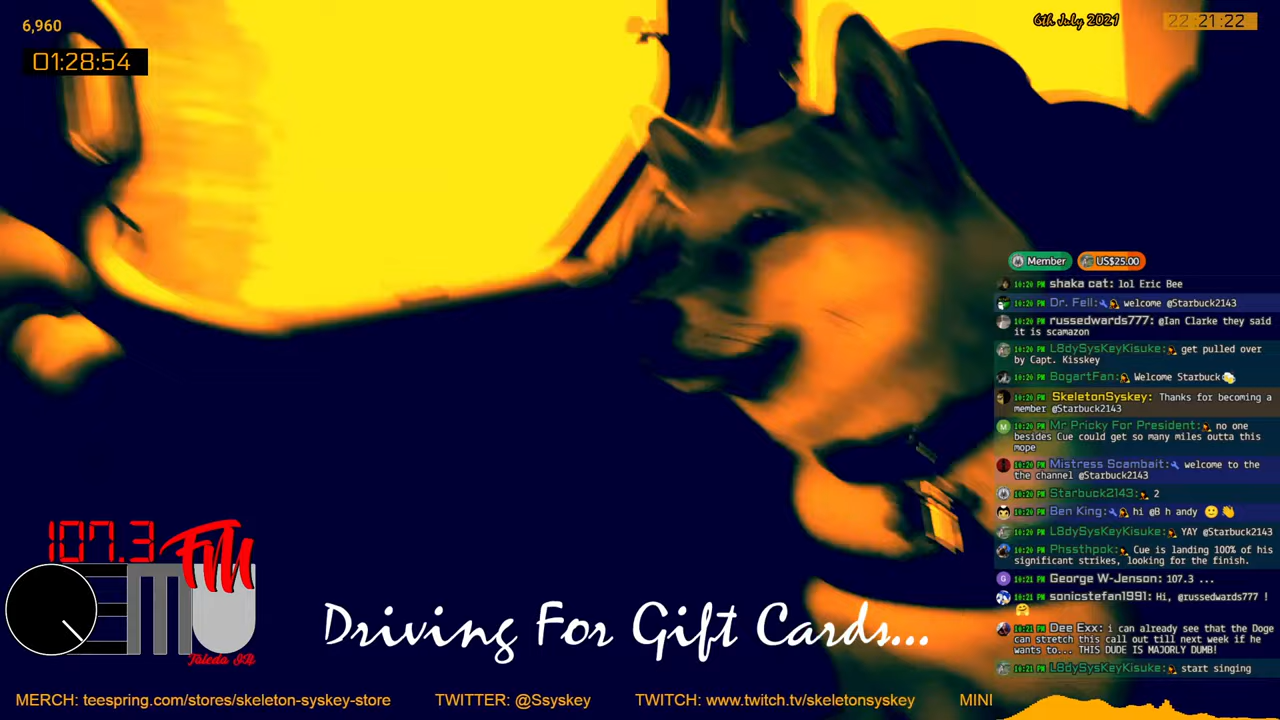 6,960
01:28:54
6th July 2021
22:21:22
Member
US$25.00
10:20 PM shaka cat: lol Eric Bee
10:20 PM Dr. Fell: welcome @Starbuck2143
10:20 PM russedwards777: @Ian Clarke they said
it is scamazon
10:20 PM L8dySysKeyKisuke: get pulled over
by Capt. Kisskey
10:20 PM BogartFan: Welcome Starbuck🍻
10:20 PM SkeletonSyskey: Thanks for becoming a
member @Starbuck2143
M 10:20 PM Mr Pricky For President: no one
besides Cue could get so many miles outta this
mope
10:20 PM Mistress Scambait: welcome to the
the channel @Starbuck2143
10:20 PM Starbuck2143: 2
10:20 PM Ben King: hi @B h andy 🙂 👋
10:20 PM L8dySysKeyKisuke: YAY @Starbuck2143
10:20 PM Phssthpok: Cue is landing 100% of his
significant strikes, looking for the finish.
G 10:21 PM George W-Jenson: 107.3 ...
10:21 PM sonicstefan1991: Hi, @russedwards777 !
🤗
10:21 PM Dee Exx: i can already see that the Doge
can stretch this call out till next week if he
wants to... THIS DUDE IS MAJORLY DUMB!
10:21 PM L8dySysKeyKisuke: start singing
107.3 FM
QEMU
Driving For Gift Cards...
MERCH: teespring.com/stores/skeleton-syskey-store TWITTER: @Ssyskey TWITCH: www.twitch.tv/skeletonsyskey MINI